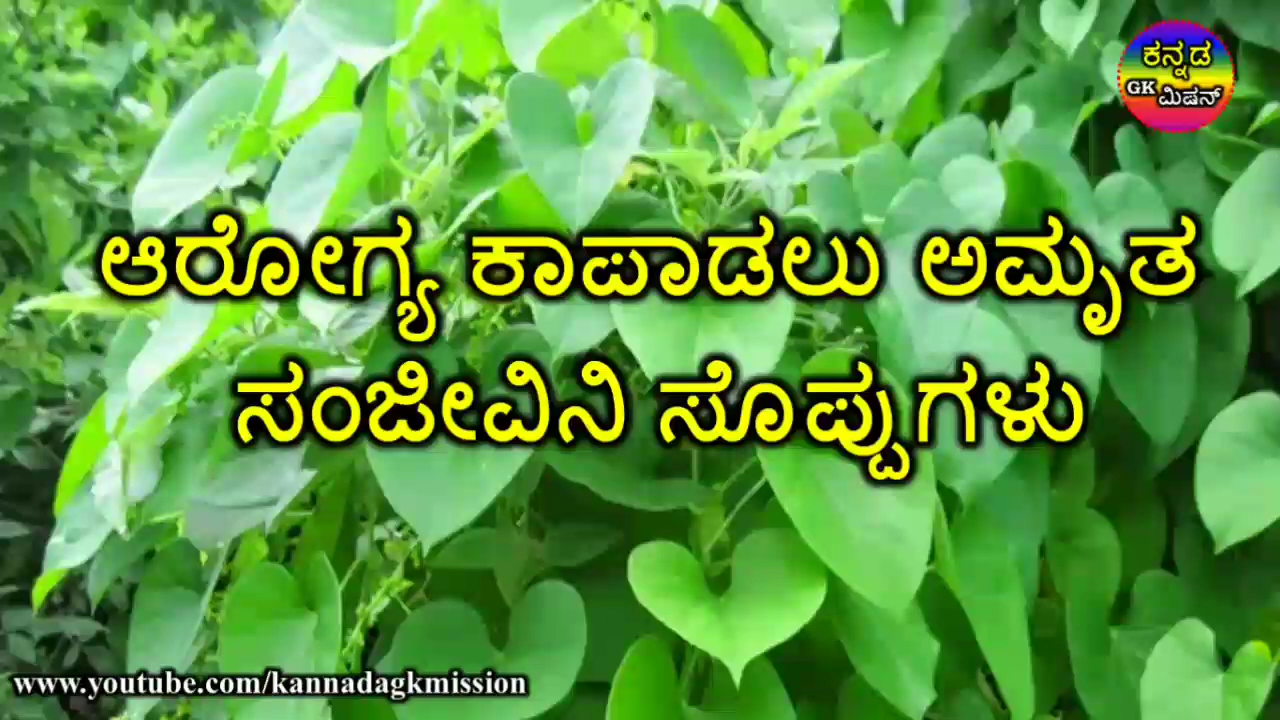 ಕನ್ನಡ
GK ಮಿಷನ್
ಆರೋಗ್ಯ ಕಾಪಾಡಲು ಅಮೃತ
ಸಂಜೀವಿನಿ ಸೊಪ್ಪುಗಳು
www.youtube.com/kannadagkmission